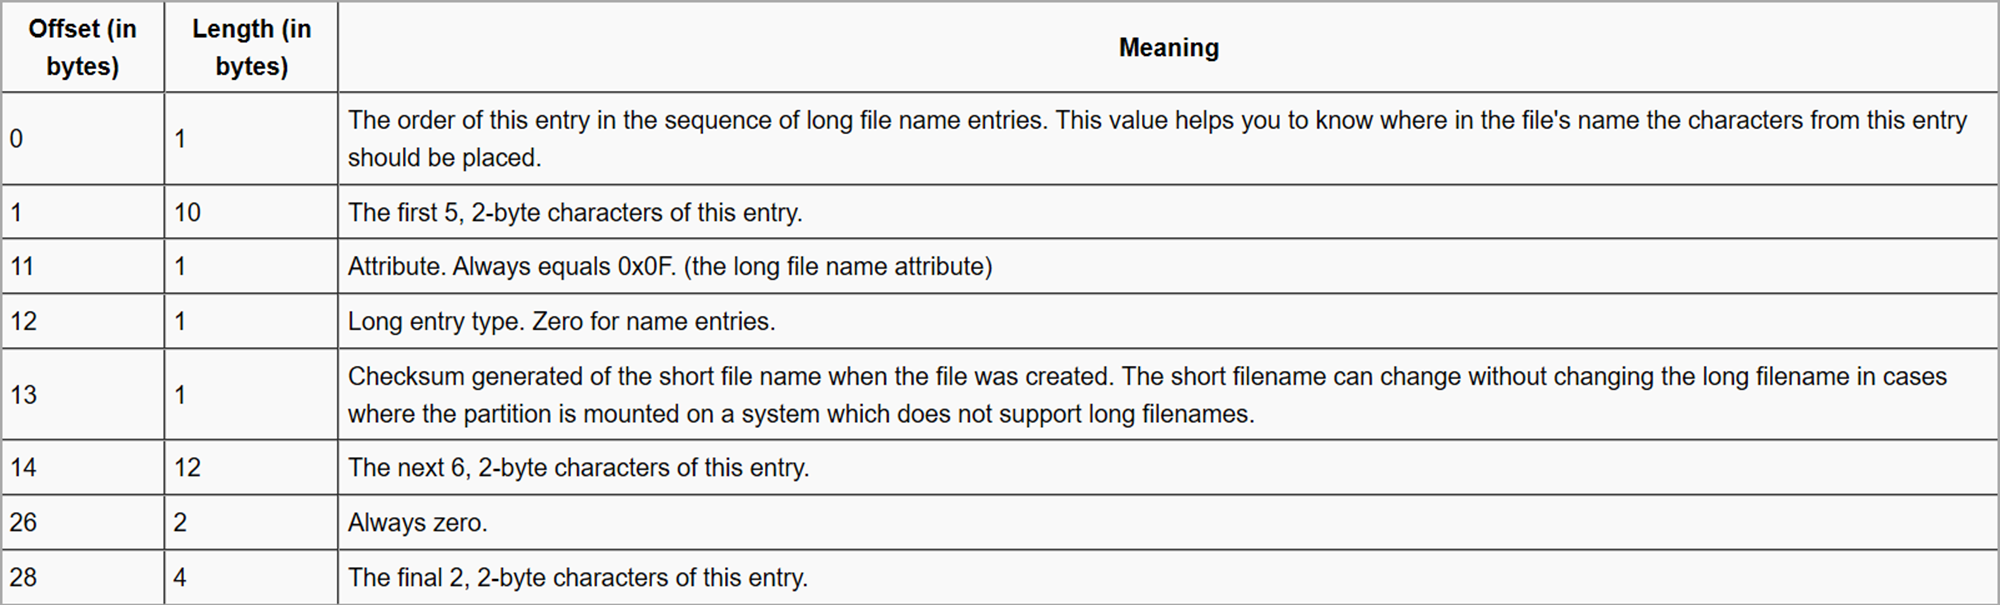 Offset (in bytes) Length (in bytes) Meaning
0 1 The order of this entry in the sequence of long file name entries. This value helps you to know where in the file's name the characters from this entry
should be placed.
1 10 The first 5, 2-byte characters of this entry.
11 1 Attribute. Always equals 0x0F. (the long file name attribute)
12 1 Long entry type. Zero for name entries.
13 1 Checksum generated of the short file name when the file was created. The short filename can change without changing the long filename in cases
where the partition is mounted on a system which does not support long filenames.
14 12 The next 6, 2-byte characters of this entry.
26 2 Always zero.
28 4 The final 2, 2-byte characters of this entry.